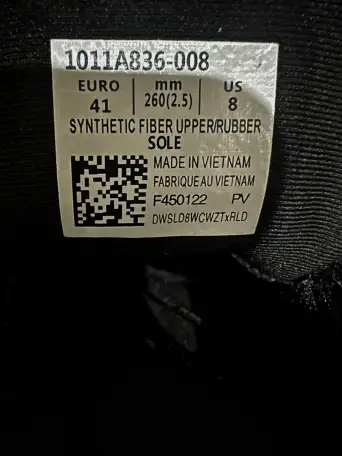 1011A836-008
EURO mm US
41 260(2.5) 8
SYNTHETIC FIBER UPPER/RUBBER
SOLE
MADE IN VIETNAM
FABRIQUE AU VIETNAM
F450122 PV
DWSLD8WCWZTxRLD